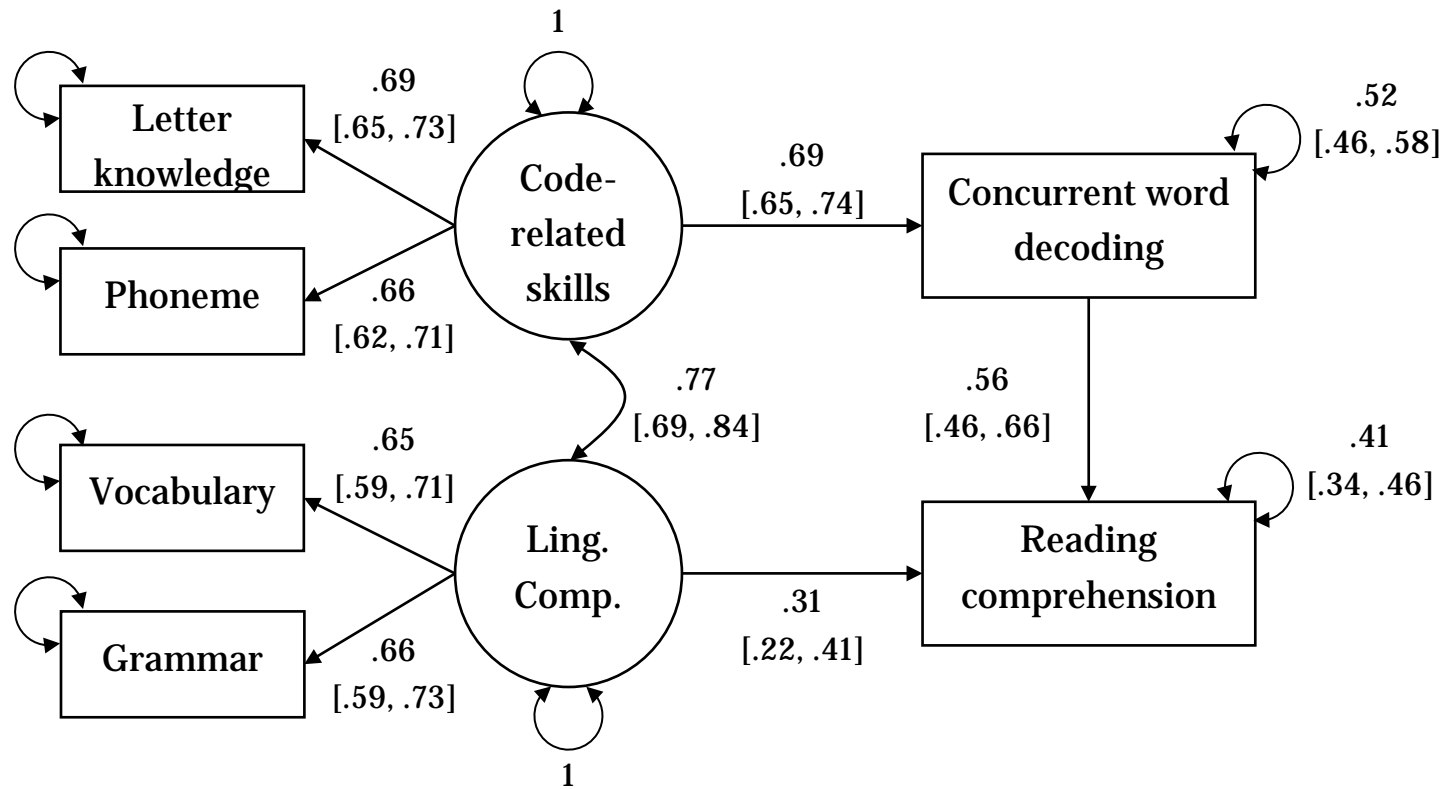 1
.69
[.65, .73]
Letter
knowledge
Code-
related
skills
.69
[.65, .74]
.52
[.46, .58]
Concurrent word
decoding
Phoneme
.66
[.62, .71]
.77
[.69, .84]
.56
[.46, .66]
Vocabulary
.65
[.59, .71]
.41
[.34, .46]
Ling.
Comp.
Reading
comprehension
.31
[.22, .41]
Grammar
.66
[.59, .73]
1